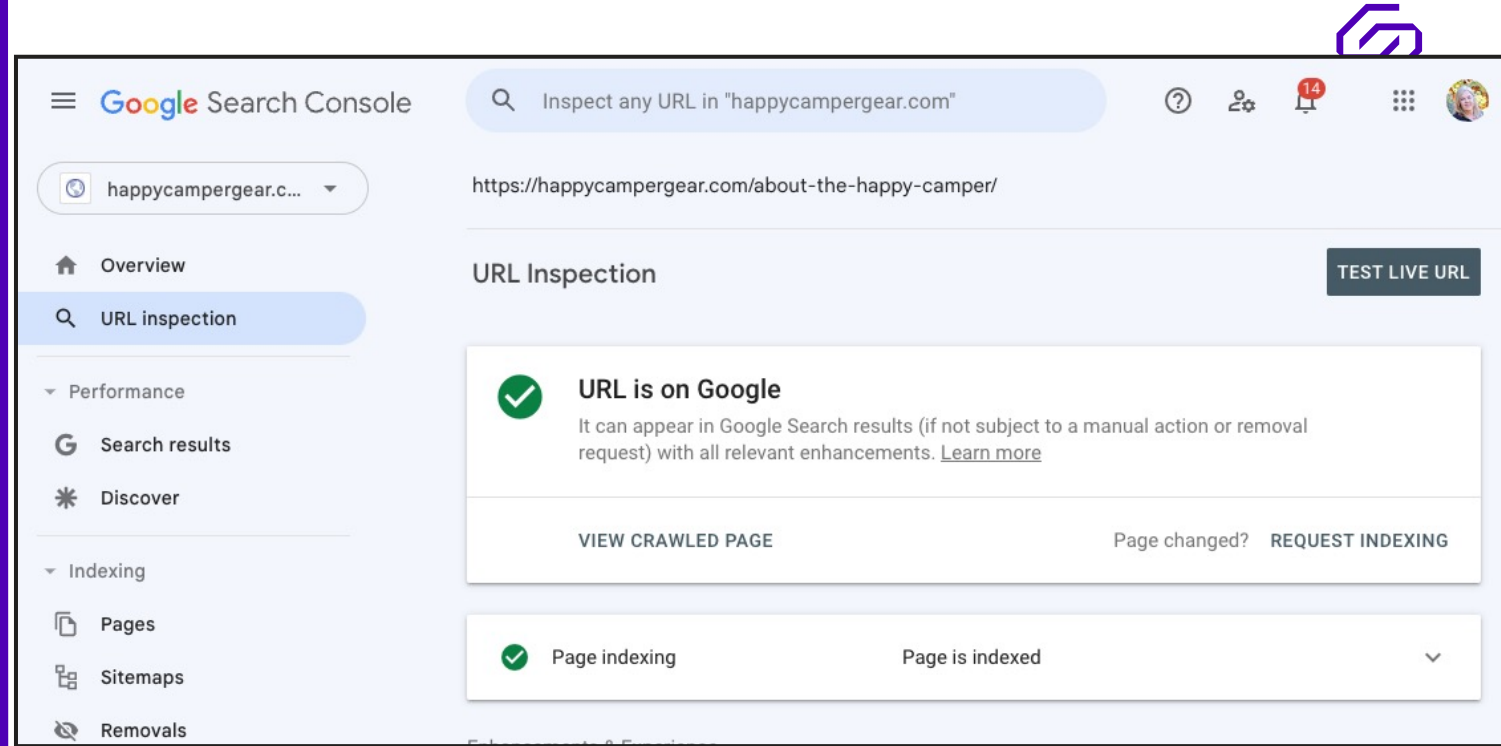 Google Search Console
Inspect any URL in "happycampergear.com"
14
happycampergear.c...
https://happycampergear.com/about-the-happy-camper/
Overview
URL inspection
Performance
Search results
Discover
Indexing
Pages
Sitemaps
Removals
URL Inspection
TEST LIVE URL
URL is on Google
It can appear in Google Search results (if not subject to a manual action or removal
request) with all relevant enhancements. Learn more
VIEW CRAWLED PAGE
Page changed? REQUEST INDEXING
Page indexing
Page is indexed